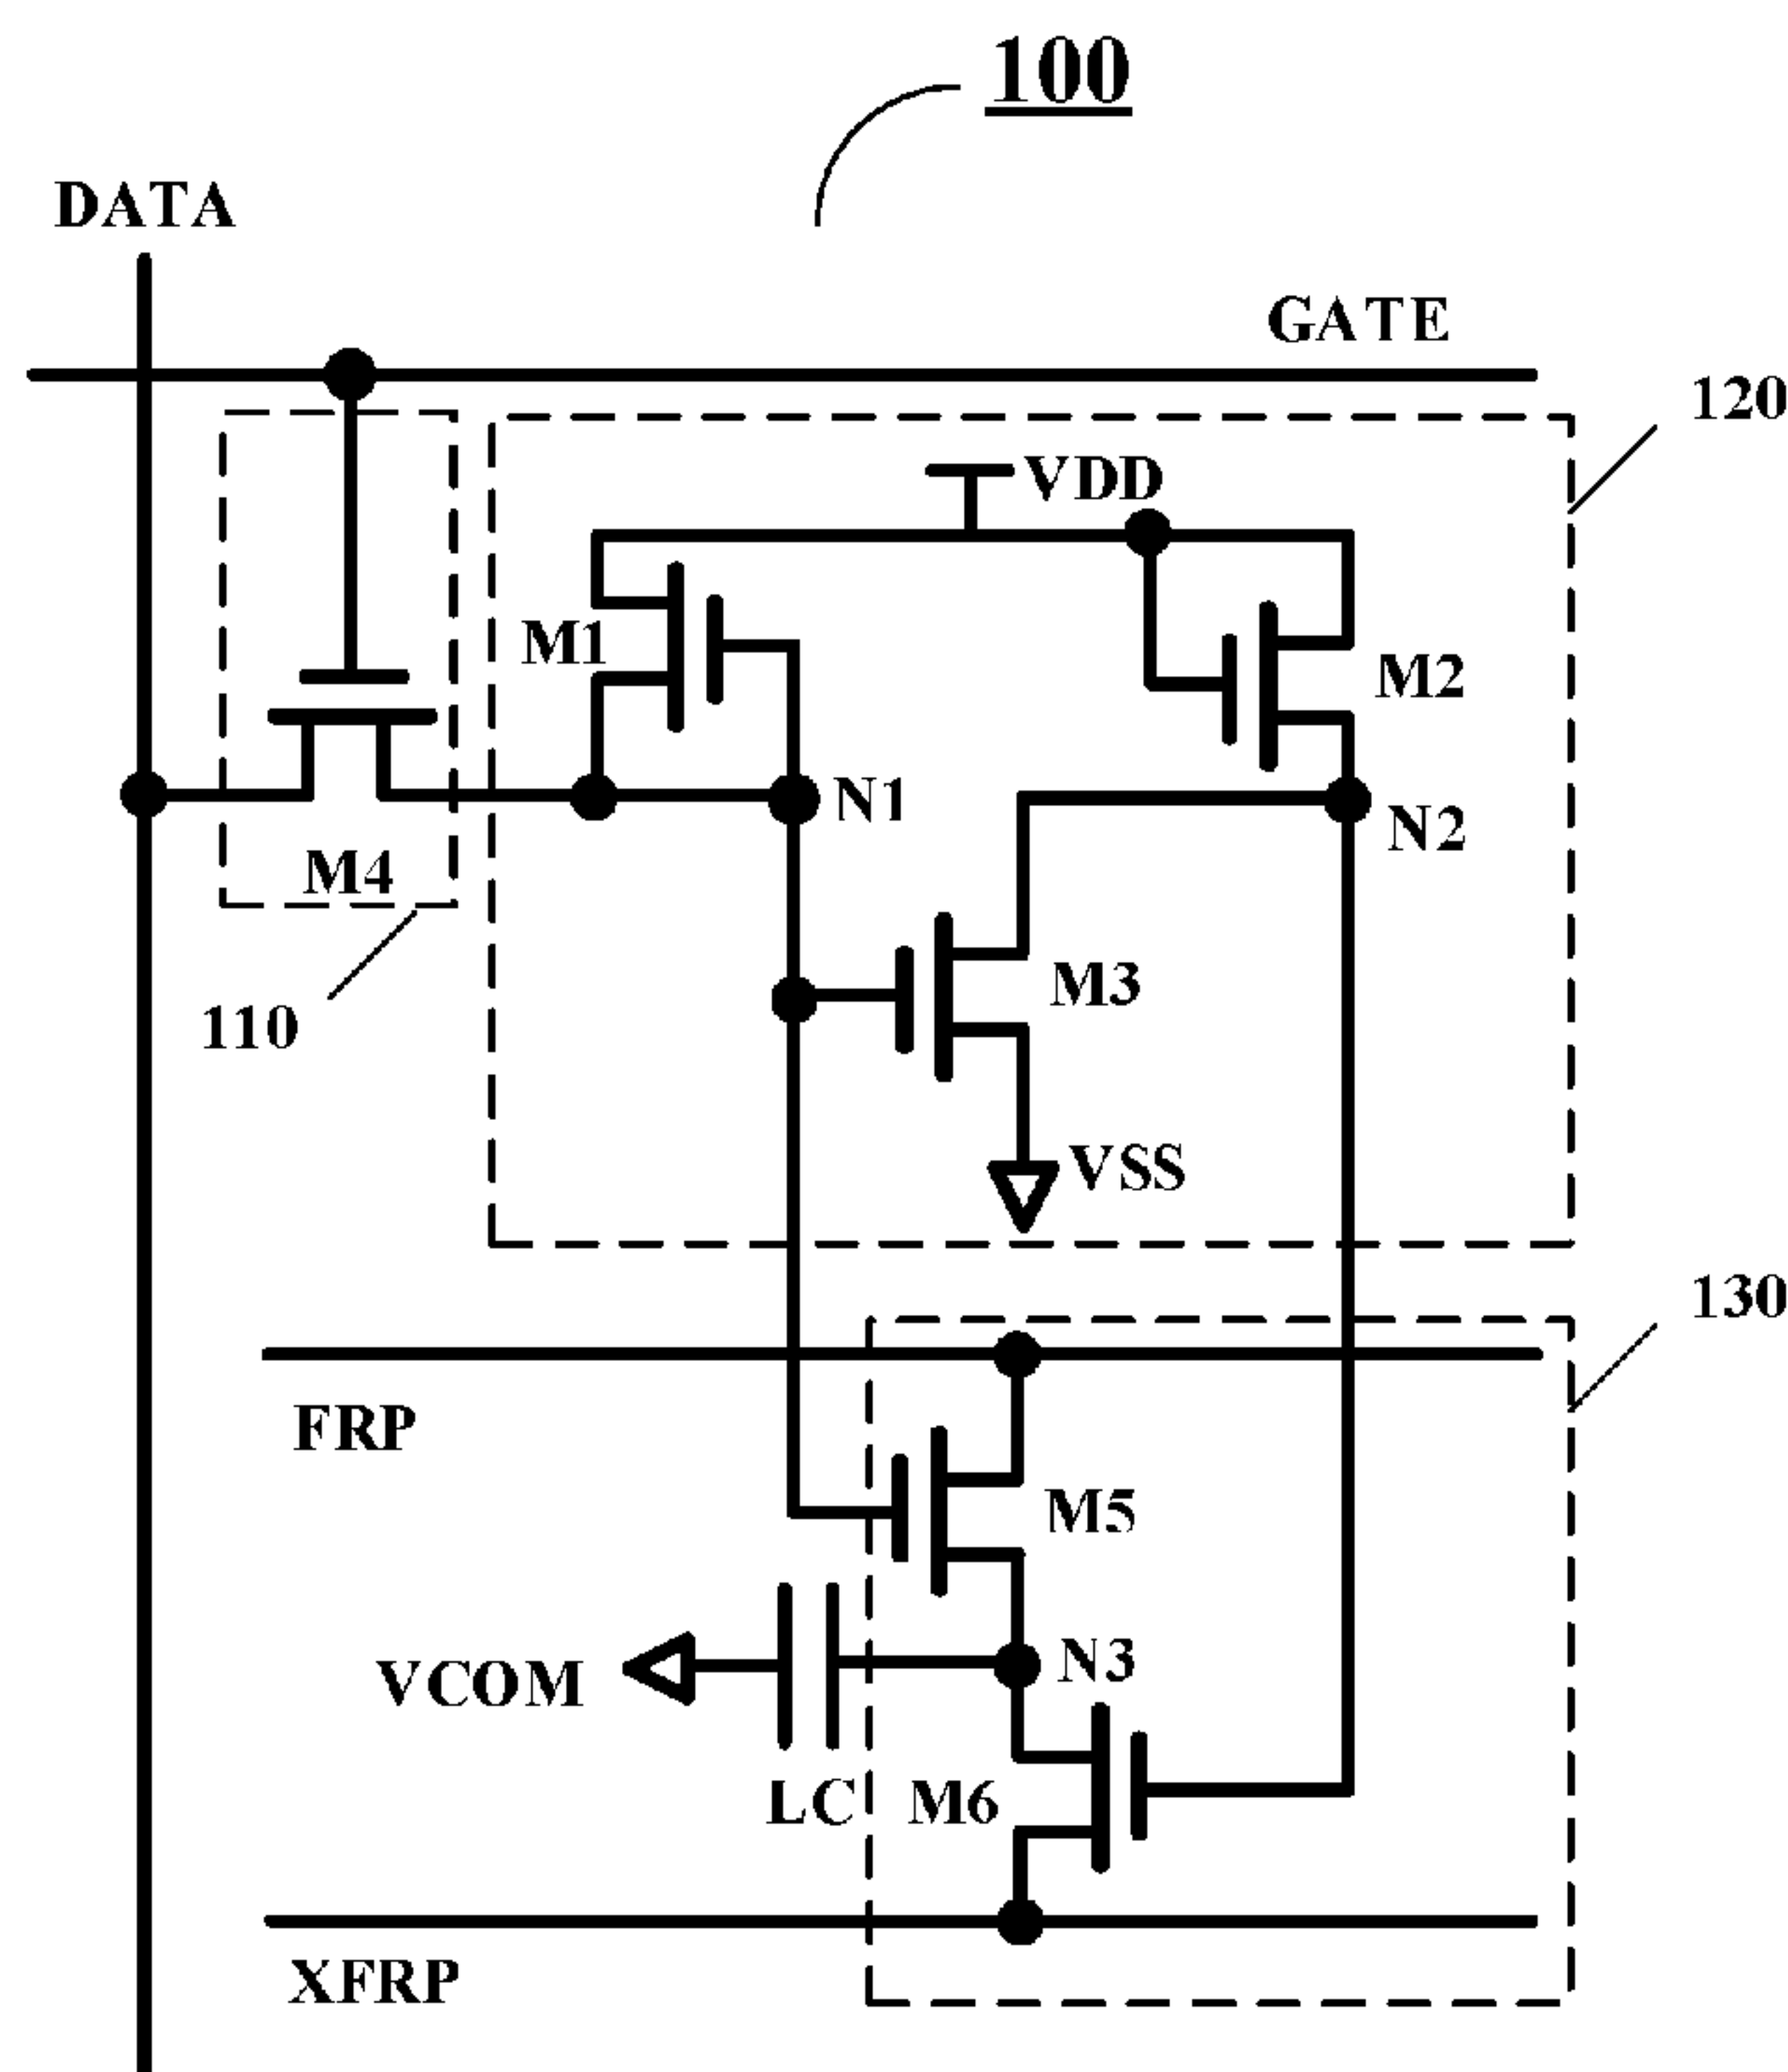 100
DATA
GATE
120
VDD
M1
M2
N1
N2
M4
M3
110
VSS
130
FRP
M5
N3
VCOM
LC
M6
XFRP